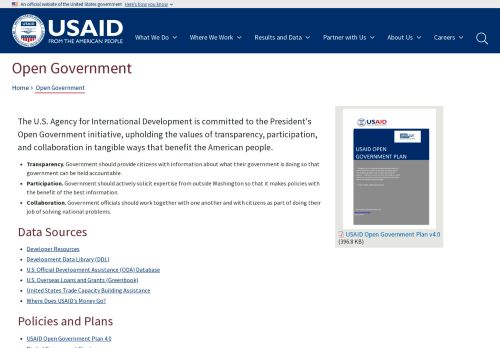 An official website of the United States government Here's how you know
USAID
FROM THE AMERICAN PEOPLE
What We Do
Where We Work
Results and Data
Partner with Us
About Us
Careers
Open Government
Home › Open Government
The U.S. Agency for International Development is committed to the President's
Open Government initiative, upholding the values of transparency, participation,
and collaboration in tangible ways that benefit the American people.
Transparency. Government should provide citizens with information about what their government is doing so that
government can be held accountable.
Participation. Government should actively solicit expertise from outside Washington so that it makes policies with
the benefit of the best information.
Collaboration. Government officials should work together with one another and with citizens as part of doing their
job of solving national problems.
USAID
USAID OPEN
GOVERNMENT PLAN
USAID Open Government Plan v4.0
(396.8 KB)
Data Sources
Developer Resources
Development Data Library (DDL)
U.S. Official Development Assistance (ODA) Database
U.S. Overseas Loans and Grants (Greenbook)
United States Trade Capacity Building Assistance
Where Does USAID's Money Go?
Policies and Plans
USAID Open Government Plan 4.0